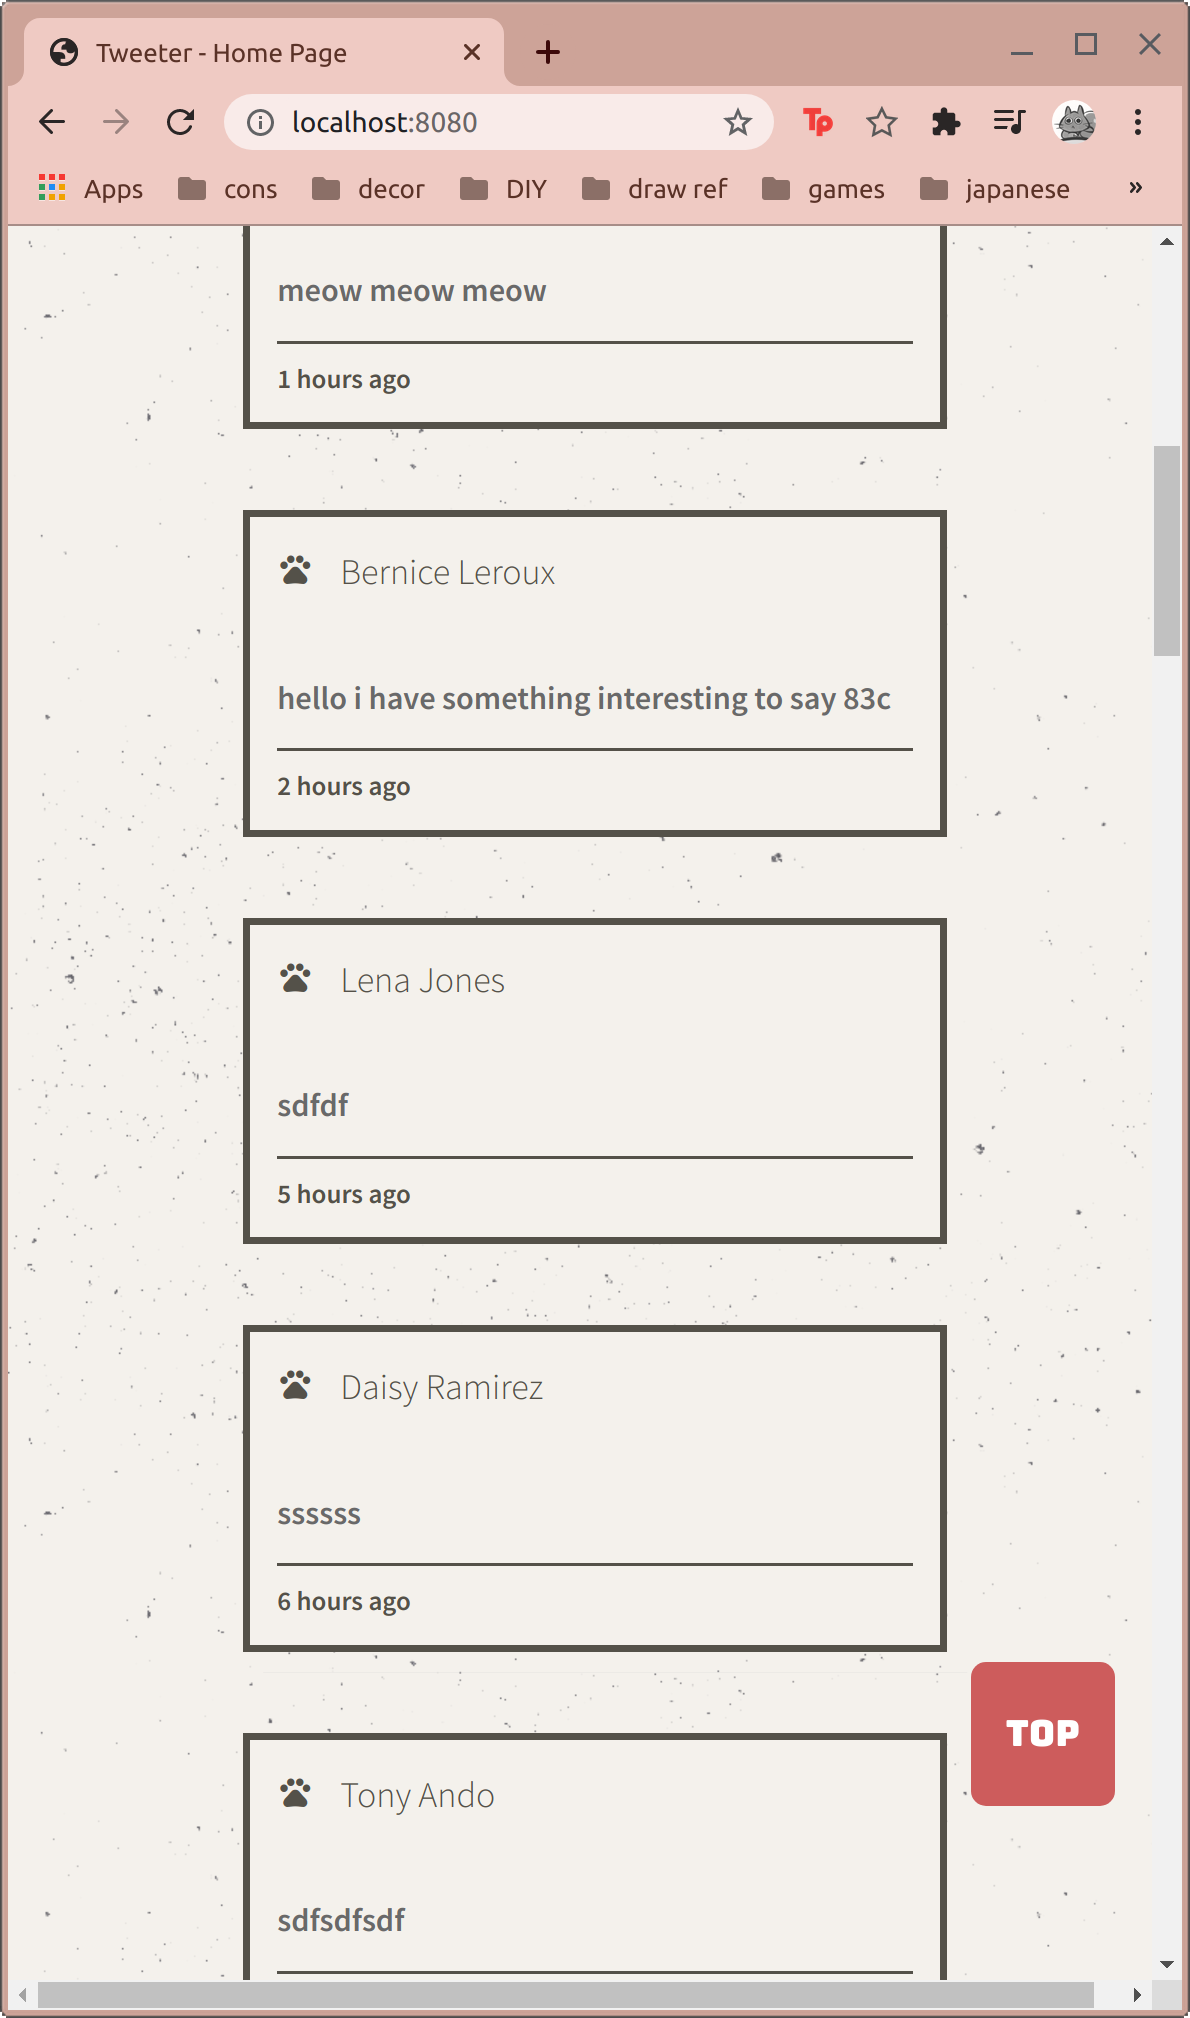 Tweeter - Home Page
localhost:8080
Tp
Apps cons decor DIY draw ref games japanese »
meow meow meow
1 hours ago
Bernice Leroux
hello i have something interesting to say 83c
2 hours ago
Lena Jones
sdfdf
5 hours ago
Daisy Ramirez
ssssss
6 hours ago
TOP
Tony Ando
sdfsdfsdf